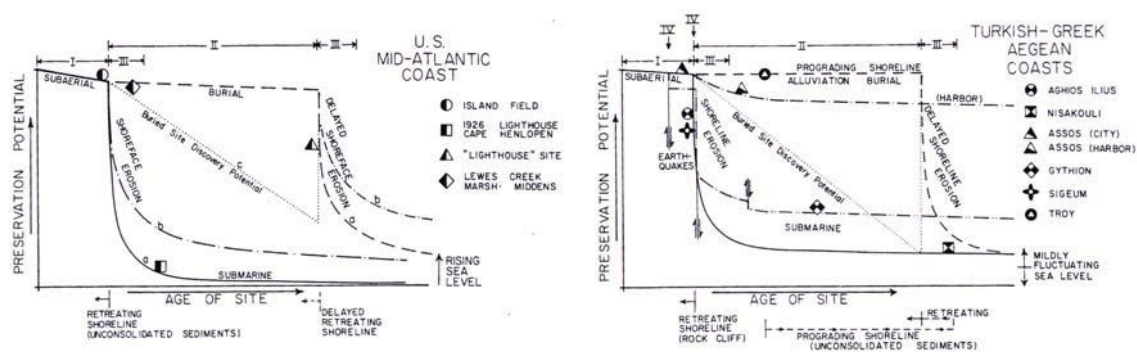 U.S.
MID-ATLANTIC
COAST
I
II
III
III
SUBAERIAL
BURIAL
Buried Site Discovery Potential
c
SHOREFACE
EROSION
DELAYED SHOREFACE
EROSION
b
a
b
a
SUBMARINE
PRESERVATION POTENTIAL
AGE OF SITE
RISING
SEA
LEVEL
RETREATING
SHORELINE
(UNCONSOLIDATED SEDIMENTS)
DELAYED
RETREATING
SHORELINE
ISLAND FIELD
1926 LIGHTHOUSE
CAPE HENLOPEN
"LIGHTHOUSE" SITE
LEWES CREEK
MARSH- MIDDENS
TURKISH-GREEK
AEGEAN
COASTS
IV
IV
I
II
III
III
SUBAERIAL
PROGRADING SHORELINE
ALLUVIATION BURIAL
(HARBOR)
Buried Site Discovery Potential
SHORELINE
EROSION
DELAYED SHORELINE
EROSION
EARTH-
QUAKES
SUBMARINE
PRESERVATION POTENTIAL
AGE OF SITE
MILDLY
FLUCTUATING
SEA LEVEL
RETREATING
SHORELINE
(ROCK CLIFF)
RETREATING
PROGRADING SHORELINE
(UNCONSOLIDATED SEDIMENTS)
AGHIOS ILIUS
NISAKOULI
ASSOS (CITY)
ASSOS (HARBOR)
GYTHION
SIGEUM
TROY